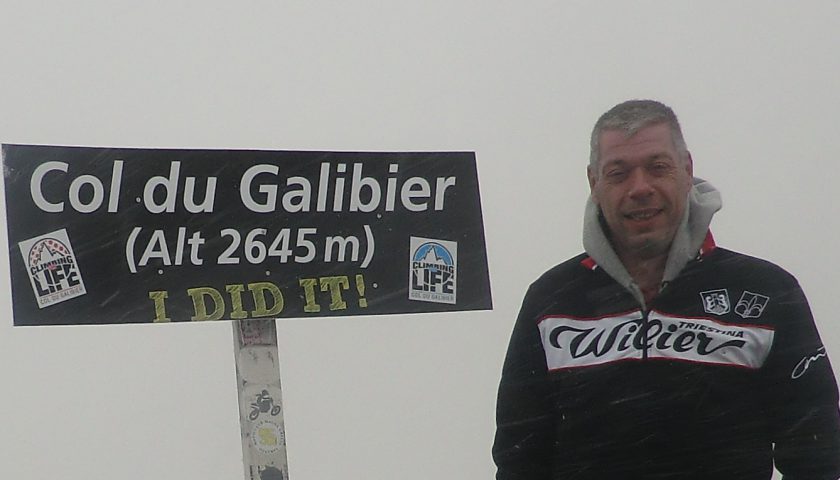 Col du Galibier
(Alt 2645 m)
I DID IT!
CLIMBING
LIFE
COL DU GALIBIER
CLIMBING
LIFE
COL DU GALIBIER
TRIESTINA
Wilier